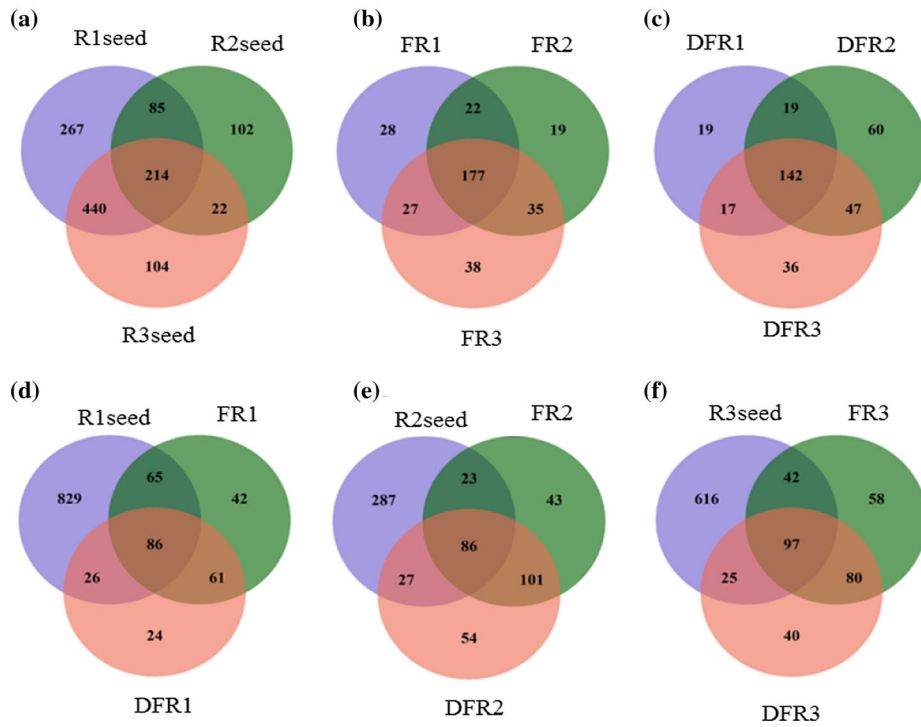 (a)
R1seed
R2seed
85
267
102
214
440
22
104
R3seed
(b)
FR1
FR2
22
28
19
177
27
35
38
FR3
(c)
DFR1
DFR2
19
19
60
142
17
47
36
DFR3
(d)
R1seed
FR1
65
829
42
86
26
61
24
DFR1
(e)
R2seed
FR2
23
287
43
86
27
101
54
DFR2
(f)
R3seed
FR3
42
616
58
97
25
80
40
DFR3